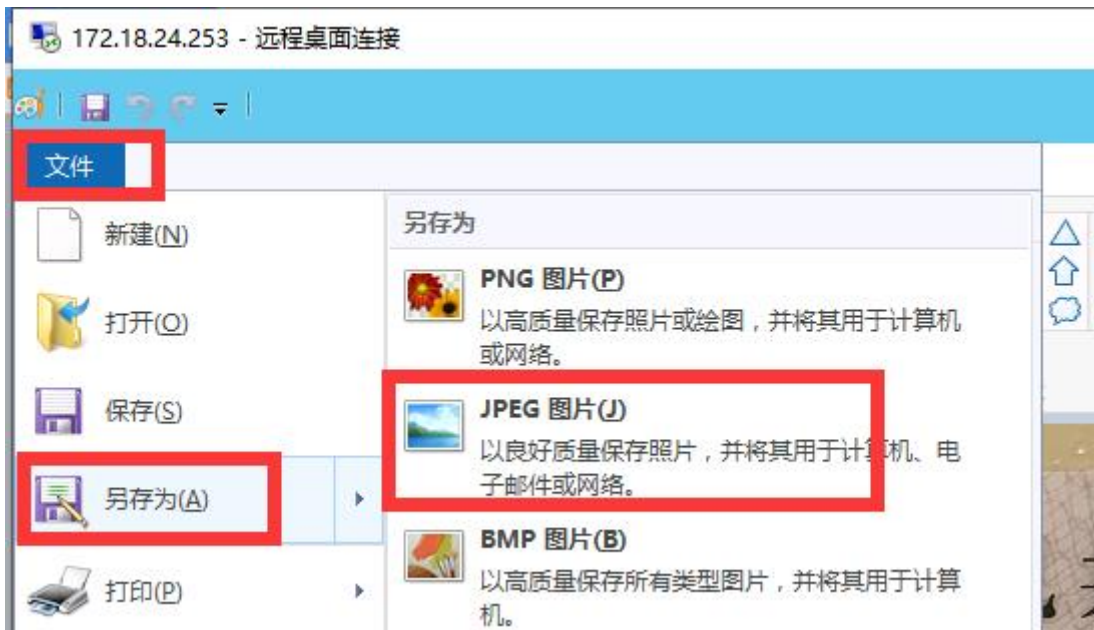 172.18.24.253 - 远程桌面连接
文件
新建(N)
打开(O)
保存(S)
另存为(A)
打印(P)
另存为
PNG 图片(P)
以高质量保存照片或绘图，并将其用于计算机
或网络。
JPEG 图片(J)
以良好质量保存照片，并将其用于计算机、电
子邮件或网络。
BMP 图片(B)
以高质量保存所有类型图片，并将其用于计算
机。